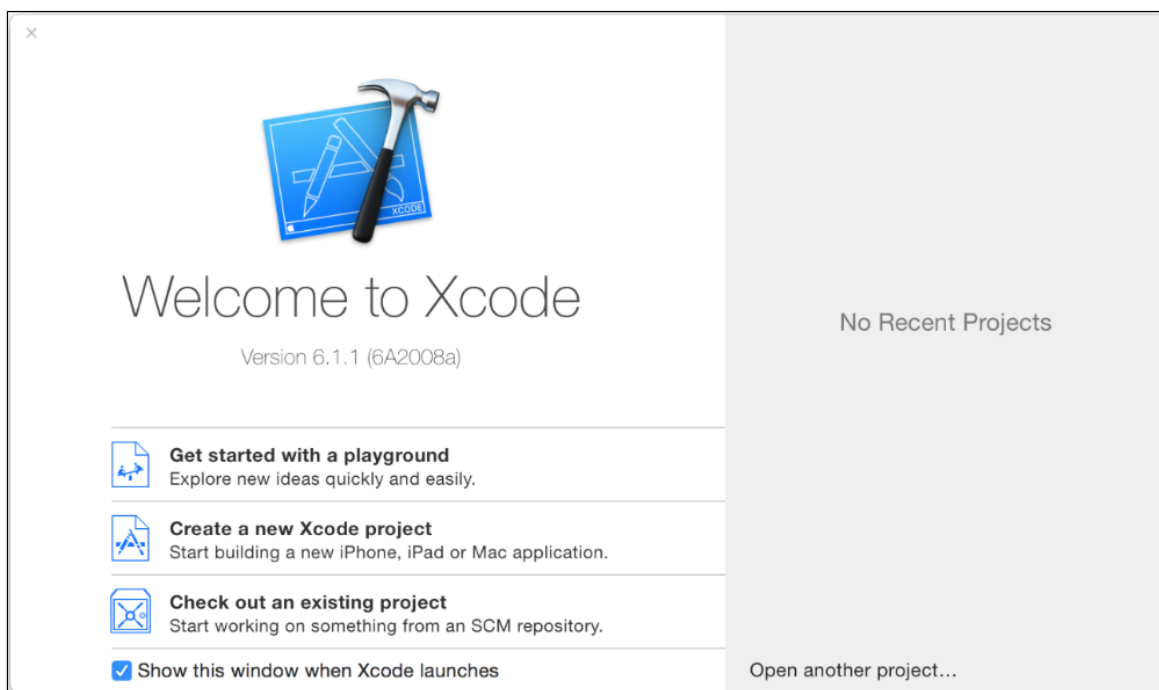 XCODE
Welcome to Xcode
Version 6.1.1 (6A2008a)
Get started with a playground
Explore new ideas quickly and easily.
Create a new Xcode project
Start building a new iPhone, iPad or Mac application.
Check out an existing project
Start working on something from an SCM repository.
Show this window when Xcode launches
No Recent Projects
Open another project...